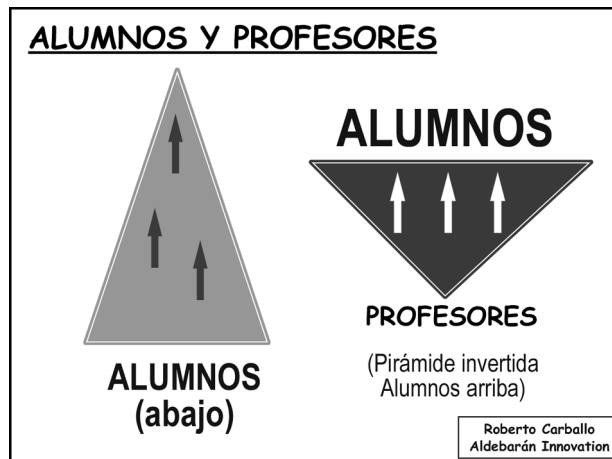 ALUMNOS Y PROFESORES
ALUMNOS
(abajo)
ALUMNOS
PROFESORES
(Pirámide invertida
Alumnos arriba)
Roberto Carballo
Aldebarán Innovation